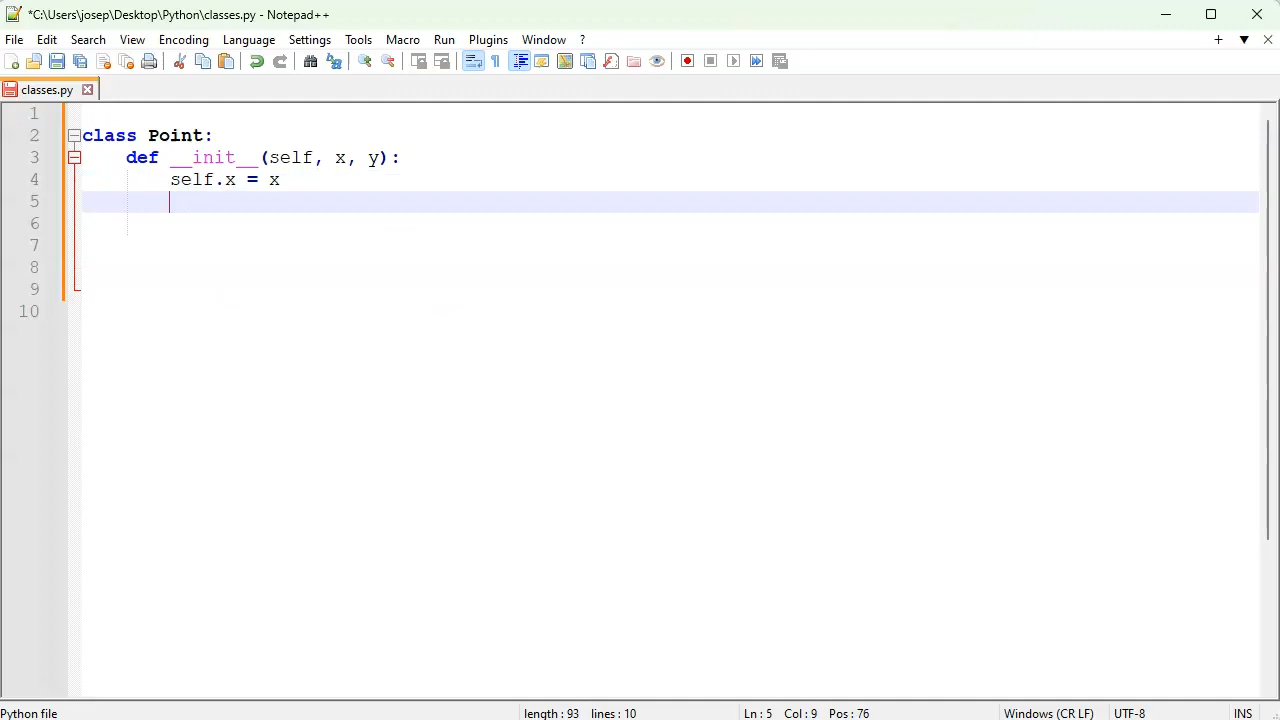 *C:\Users\josep\Desktop\Python\classes.py - Notepad++
File Edit Search View Encoding Language Settings Tools Macro Run Plugins Window ?
classes.py
1
2 class Point:
3 def __init__(self, x, y):
4 self.x = x
5
6
7
8
9
10
Python file length : 93 lines : 10 Ln : 5 Col : 9 Pos : 76 Windows (CR LF) UTF-8 INS